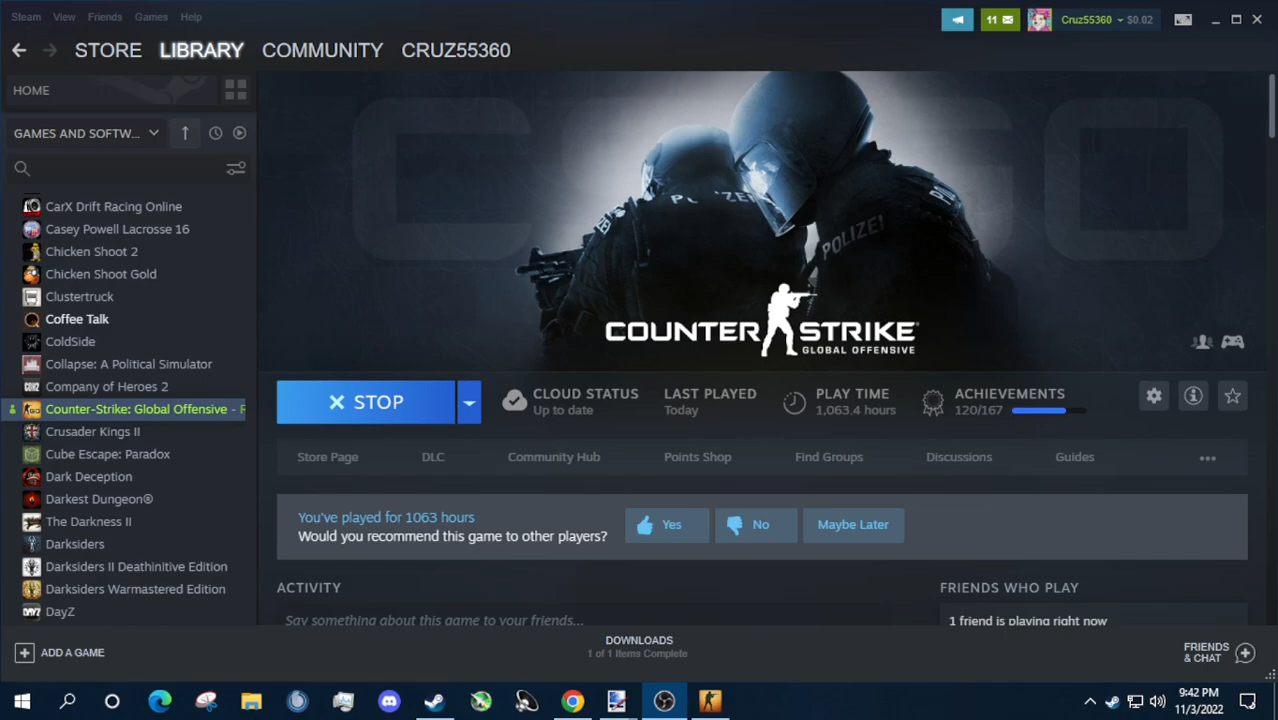 Steam View Friends Games Help
11
Cruz55360 $0.02
STORE LIBRARY COMMUNITY CRUZ55360
HOME
GAMES AND SOFTW...
CarX Drift Racing Online
Casey Powell Lacrosse 16
Chicken Shoot 2
Chicken Shoot Gold
Clustertruck
Coffee Talk
ColdSide
Collapse: A Political Simulator
Company of Heroes 2
Counter-Strike: Global Offensive - R
Crusader Kings II
Cube Escape: Paradox
Dark Deception
Darkest Dungeon®
The Darkness II
Darksiders
Darksiders II Deathinitive Edition
Darksiders Warmastered Edition
DayZ
CS GO
POLIZEI
POLIZEI
COUNTER STRIKE
GLOBAL OFFENSIVE
STOP
CLOUD STATUS
Up to date
LAST PLAYED
Today
PLAY TIME
1,063.4 hours
ACHIEVEMENTS
120/167
Store Page DLC Community Hub Points Shop Find Groups Discussions Guides
You've played for 1063 hours
Would you recommend this game to other players?
Yes No Maybe Later
ACTIVITY
Say something about this game to your friends...
FRIENDS WHO PLAY
1 friend is playing right now
ADD A GAME
DOWNLOADS
1 of 1 Items Complete
FRIENDS
& CHAT
9:42 PM
11/3/2022